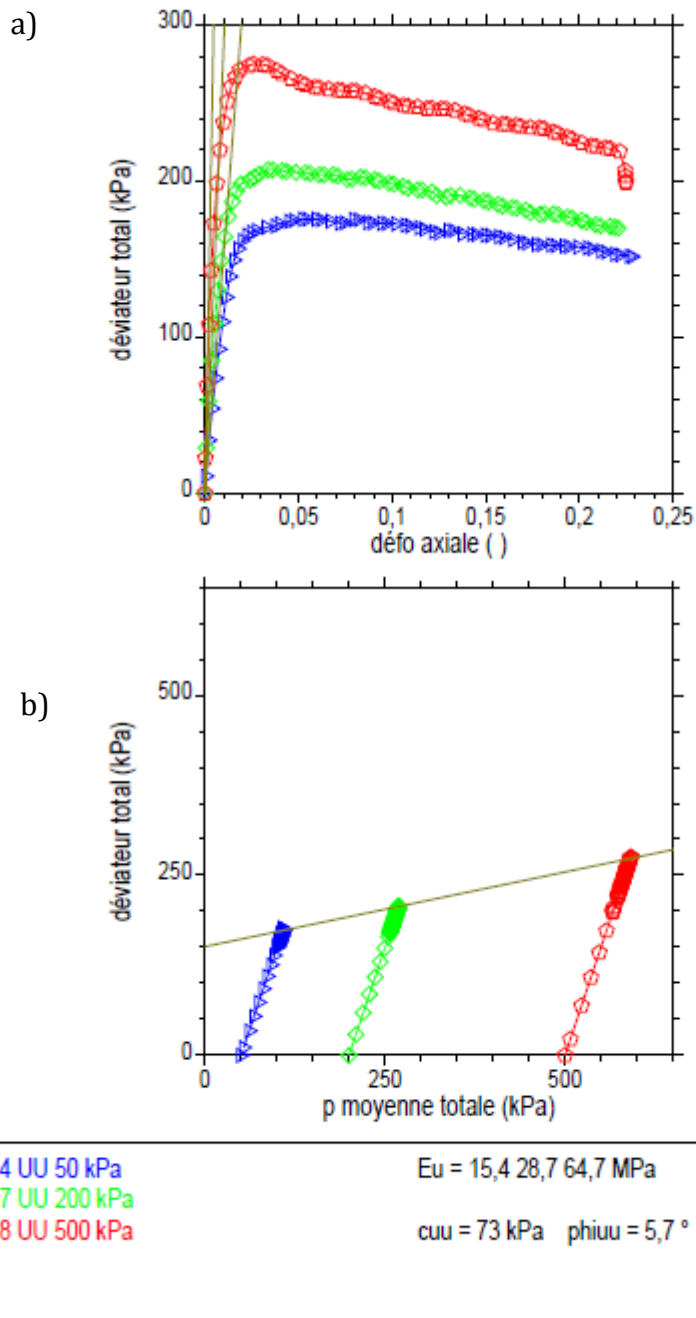 a)
300
200
100
0
déviateur total (kPa)
0 0,05 0,1 0,15 0,2 0,25
défo axiale ( )
b)
500
250
0
déviateur total (kPa)
0 250 500
p moyenne totale (kPa)
4 UU 50 kPa Eu = 15,4 28,7 64,7 MPa
7 UU 200 kPa
8 UU 500 kPa cuu = 73 kPa phiuu = 5,7 °